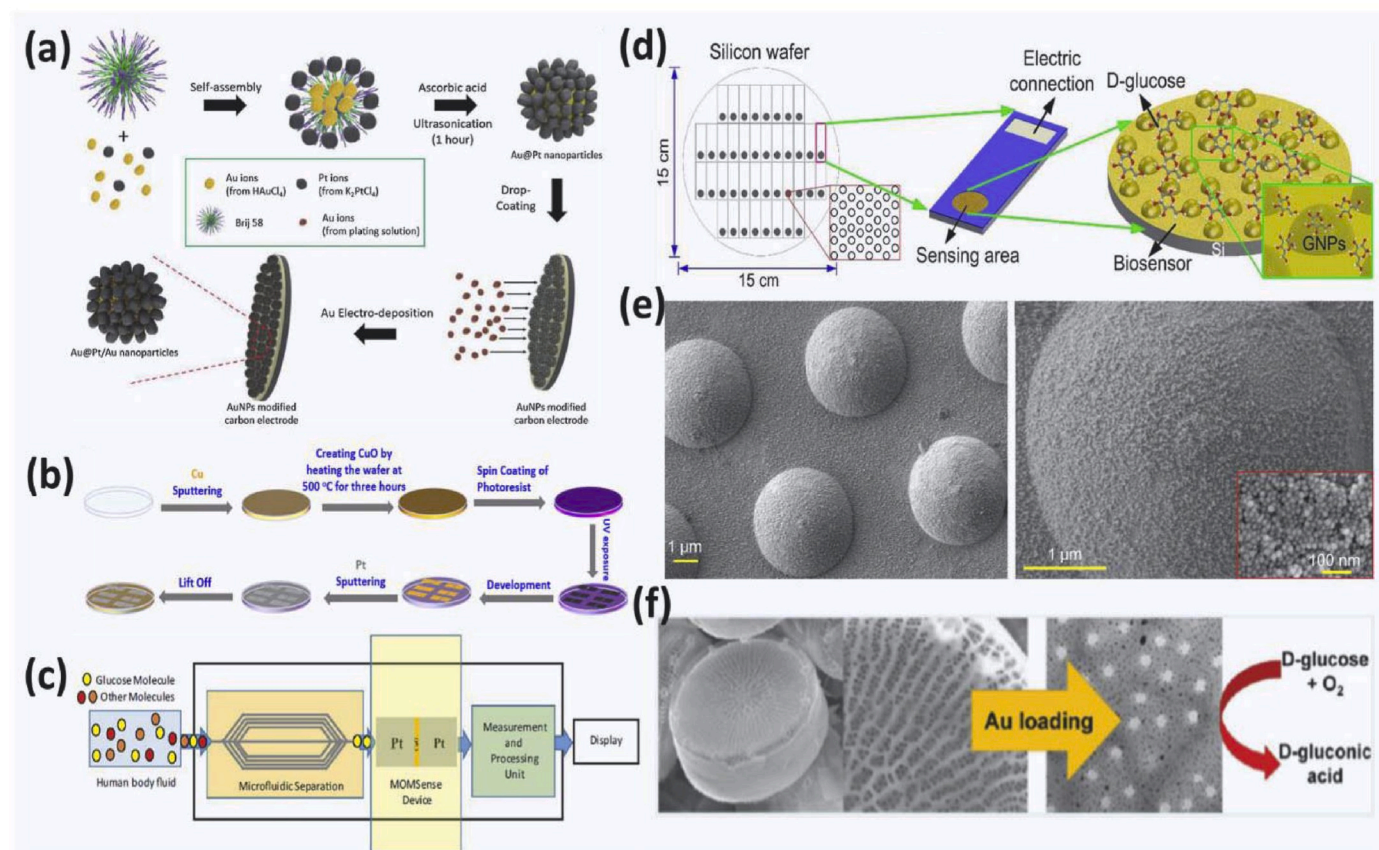 (a)
Self-assembly
Ascorbic acid
Ultrasonication
(1 hour)
+
Au@Pt nanoparticles
Au ions
(from HAuCl₄)
Pt ions
(from K₂PtCl₄)
Brij 58
Au ions
(from plating solution)
Drop-
Coating
Au Electro-deposition
Au@Pt/Au nanoparticles
AuNPs modified
carbon electrode
AuNPs modified
carbon electrode
(b)
Cu
Sputtering
Creating CuO by
heating the wafer at
500 °C for three hours
Spin Coating of
Photoresist
UV exposure
Development
Pt
Sputtering
Lift Off
(c)
Glucose Molecule
Other Molecules
Human body fluid
Microfluidic Separation
Pt
Pt
MOMSense
Device
Measurement
and
Processing
Unit
Display
(d)
Silicon wafer
15 cm
15 cm
Electric
connection
Sensing area
D-glucose
Biosensor
Si
GNPs
(e)
1 μm
1 μm
100 nm
(f)
Au loading
D-glucose
+ O₂
D-gluconic
acid